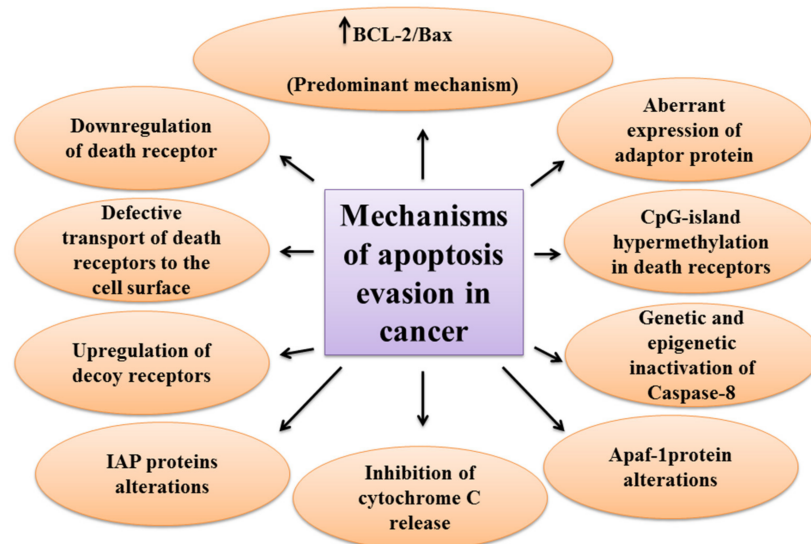 ↑BCL-2/Bax
(Predominant mechanism)
Downregulation
of death receptor
Aberrant
expression of
adaptor protein
Defective
transport of death
receptors to the
cell surface
Mechanisms
of apoptosis
evasion in
cancer
CpG-island
hypermethylation
in death receptors
Upregulation of
decoy receptors
Genetic and
epigenetic
inactivation of
Caspase-8
IAP proteins
alterations
Inhibition of
cytochrome C
release
Apaf-1protein
alterations